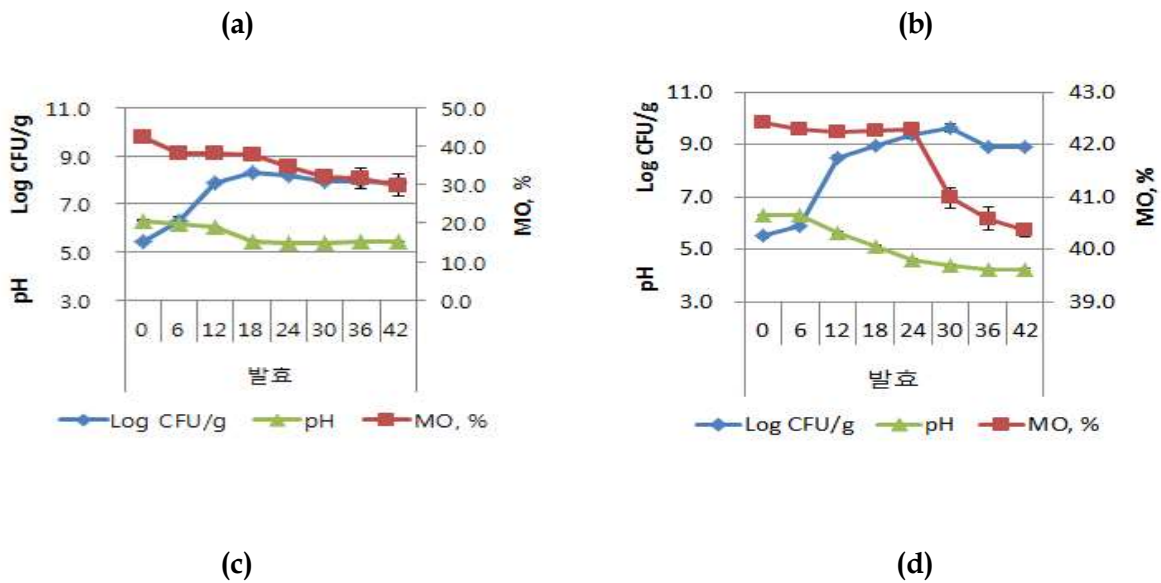 (a)
(b)
Log CFU/g
pH
11.0
9.0
7.0
5.0
3.0
50.0
40.0
30.0
20.0
10.0
0.0
MO, %
0 6 12 18 24 30 36 42
발효
Log CFU/g pH MO, %
Log CFU/g
pH
11.0
9.0
7.0
5.0
3.0
43.0
42.0
41.0
40.0
39.0
MO, %
0 6 12 18 24 30 36 42
발효
Log CFU/g pH MO, %
(c)
(d)